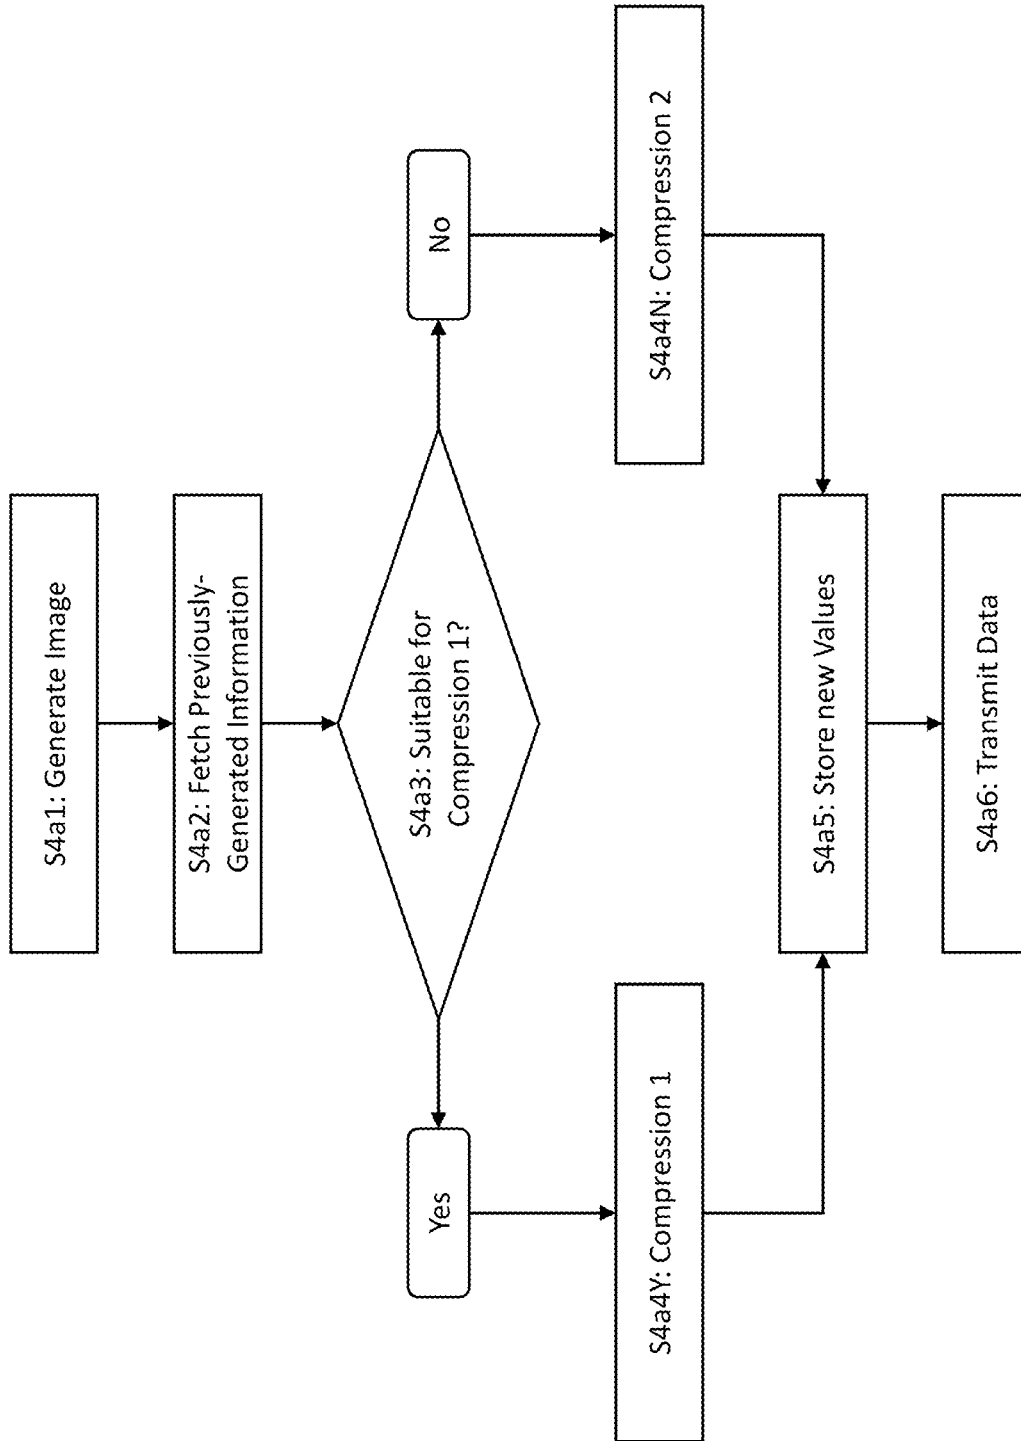 S4a1: Generate Image
S4a2: Fetch Previously-
Generated Information
S4a3: Suitable for
Compression 1?
Yes
No
S4a4Y: Compression 1
S4a4N: Compression 2
S4a5: Store new Values
S4a6: Transmit Data